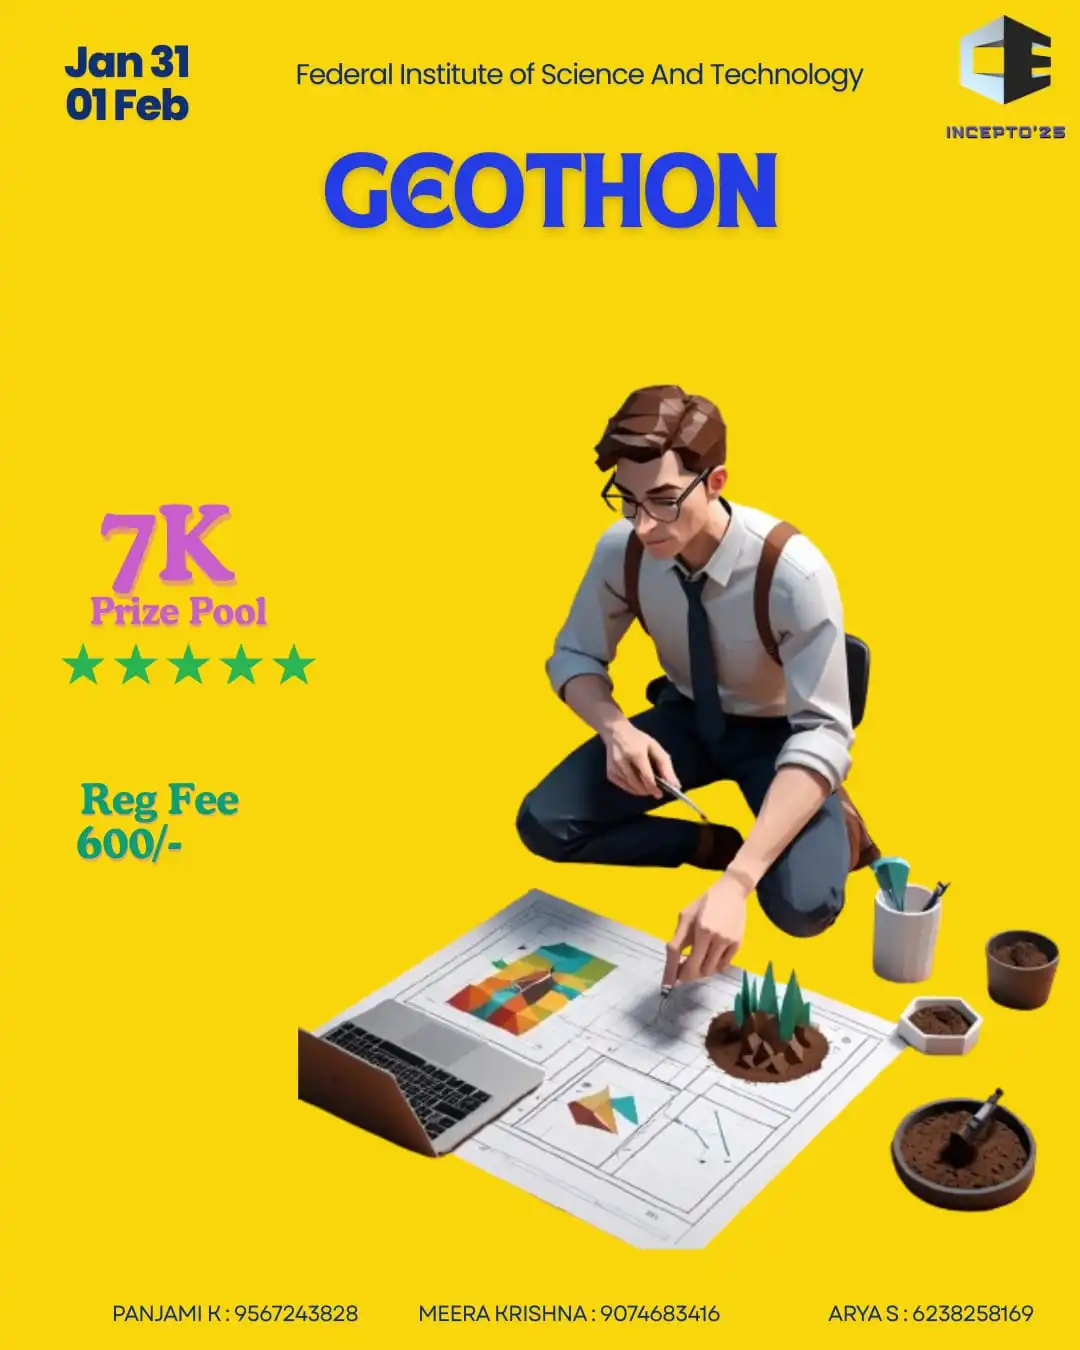 Jan 31
01 Feb
Federal Institute of Science And Technology
INCEPTO'25
GEOTHON
7K
Prize Pool
Reg Fee
600/-
PANJAMI K : 9567243828
MEERA KRISHNA : 9074683416
ARYA S : 6238258169